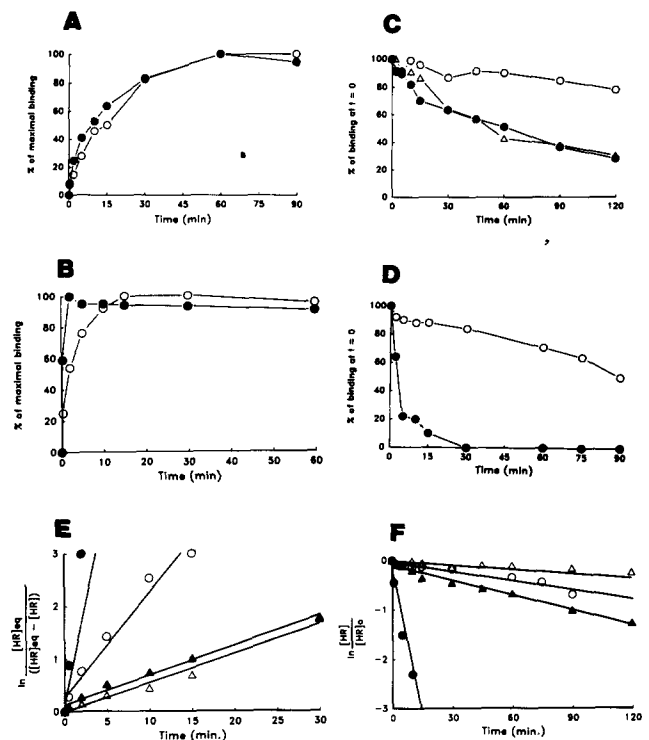 A
% of maximal binding
100
80
60
40
20
0
0 15 30 45 60 75 90
Time (min)
C
% of binding at t = 0
100
80
60
40
20
0
0 15 30 45 60 75 90 105 120
Time (min)
B
% of maximal binding
100
80
60
40
20
0
0 10 20 30 40 50 60
Time (min)
D
% of binding at t = 0
100
80
60
40
20
0
0 15 30 45 60 75 90
Time (min)
E
ln [HR]eq
([HR]eq - [HR])
3
2
1
0
0 5 10 15 20 25 30
Time (min.)
F
ln [HR]
[HR]o
-0
-1
-2
-3
0 30 60 90 120
Time (min.)